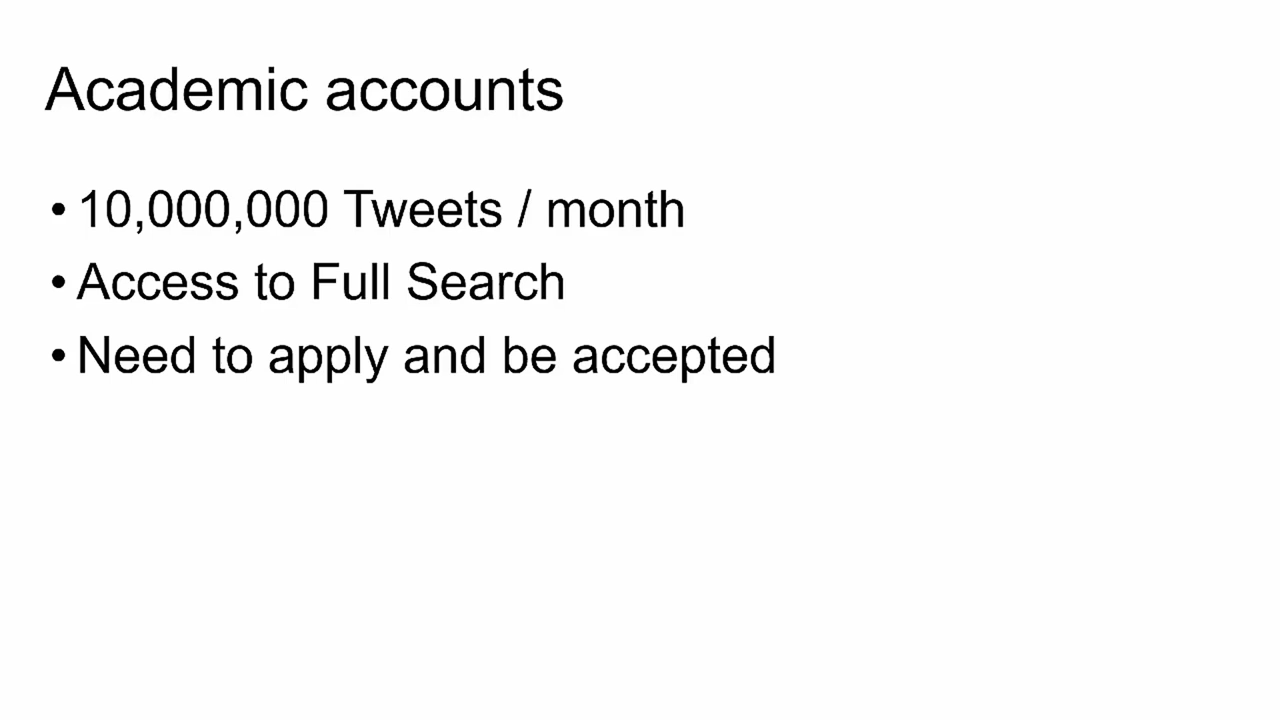 Academic accounts
• 10,000,000 Tweets / month
• Access to Full Search
• Need to apply and be accepted